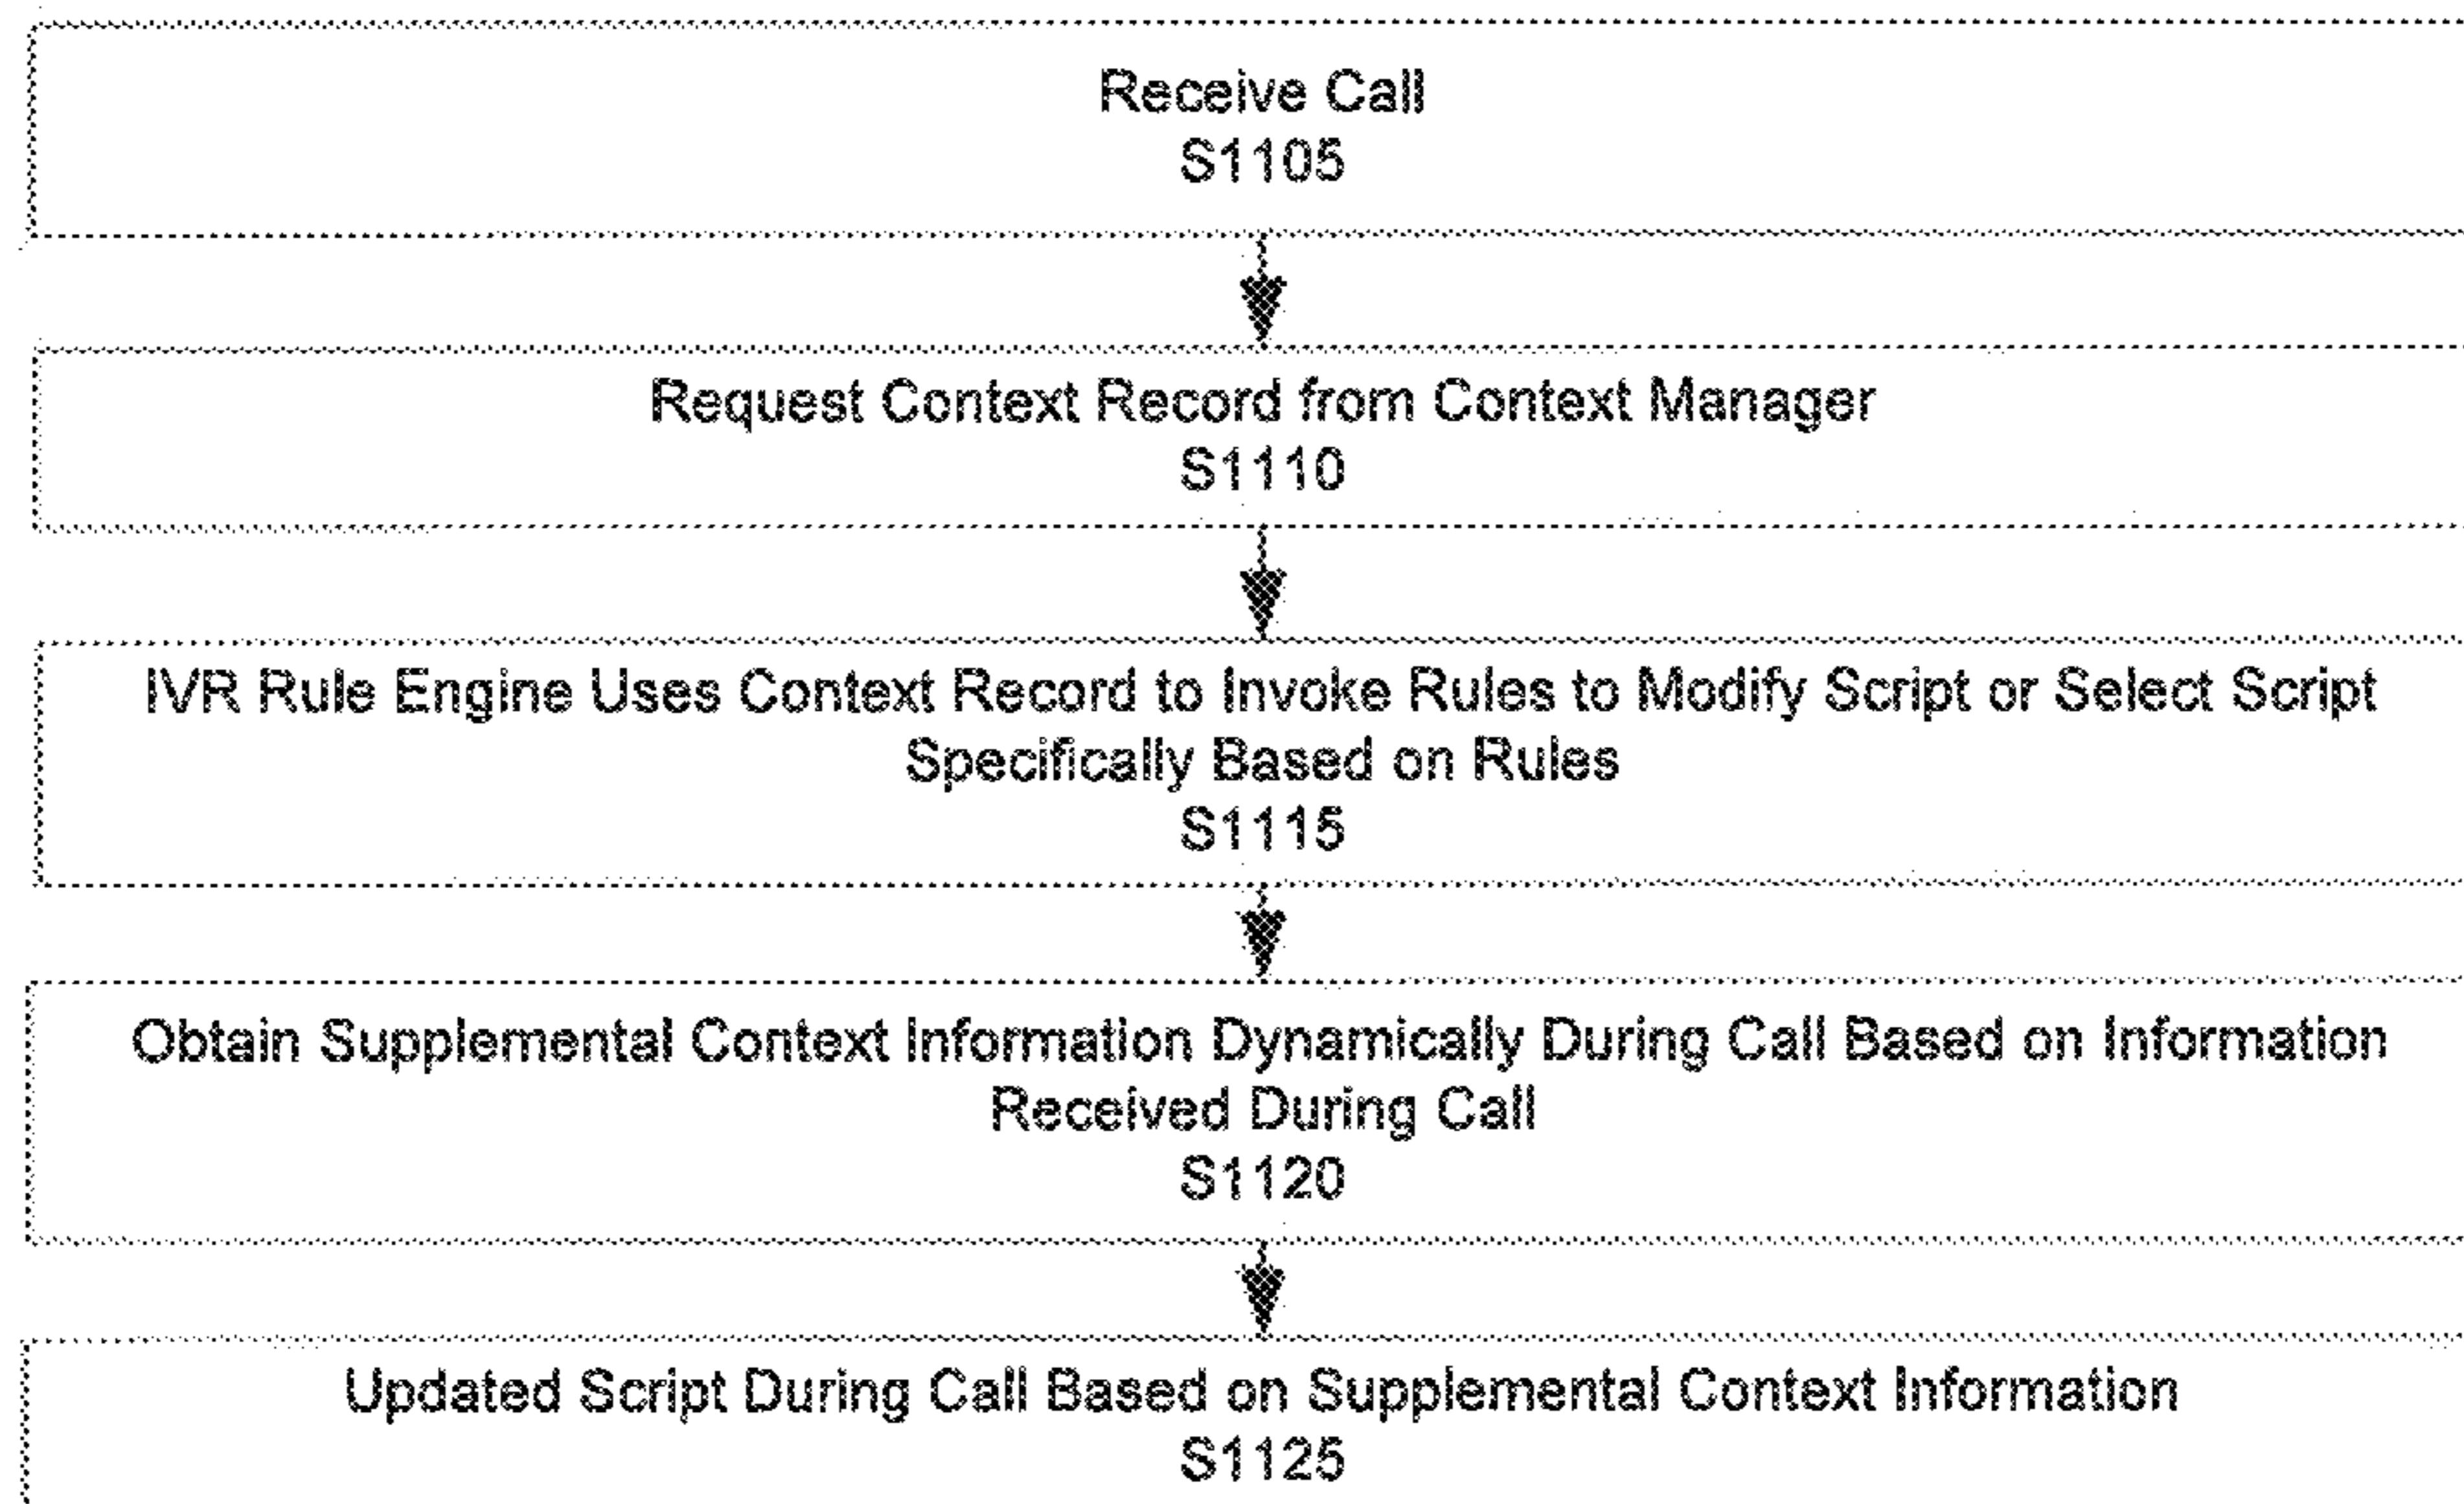 Receive Call
S1105
Request Context Record from Context Manager
S1110
IVR Rule Engine Uses Context Record to Invoke Rules to Modify Script or Select Script
Specifically Based on Rules
S1115
Obtain Supplemental Context Information Dynamically During Call Based on Information
Received During Call
S1120
Updated Script During Call Based on Supplemental Context Information
S1125